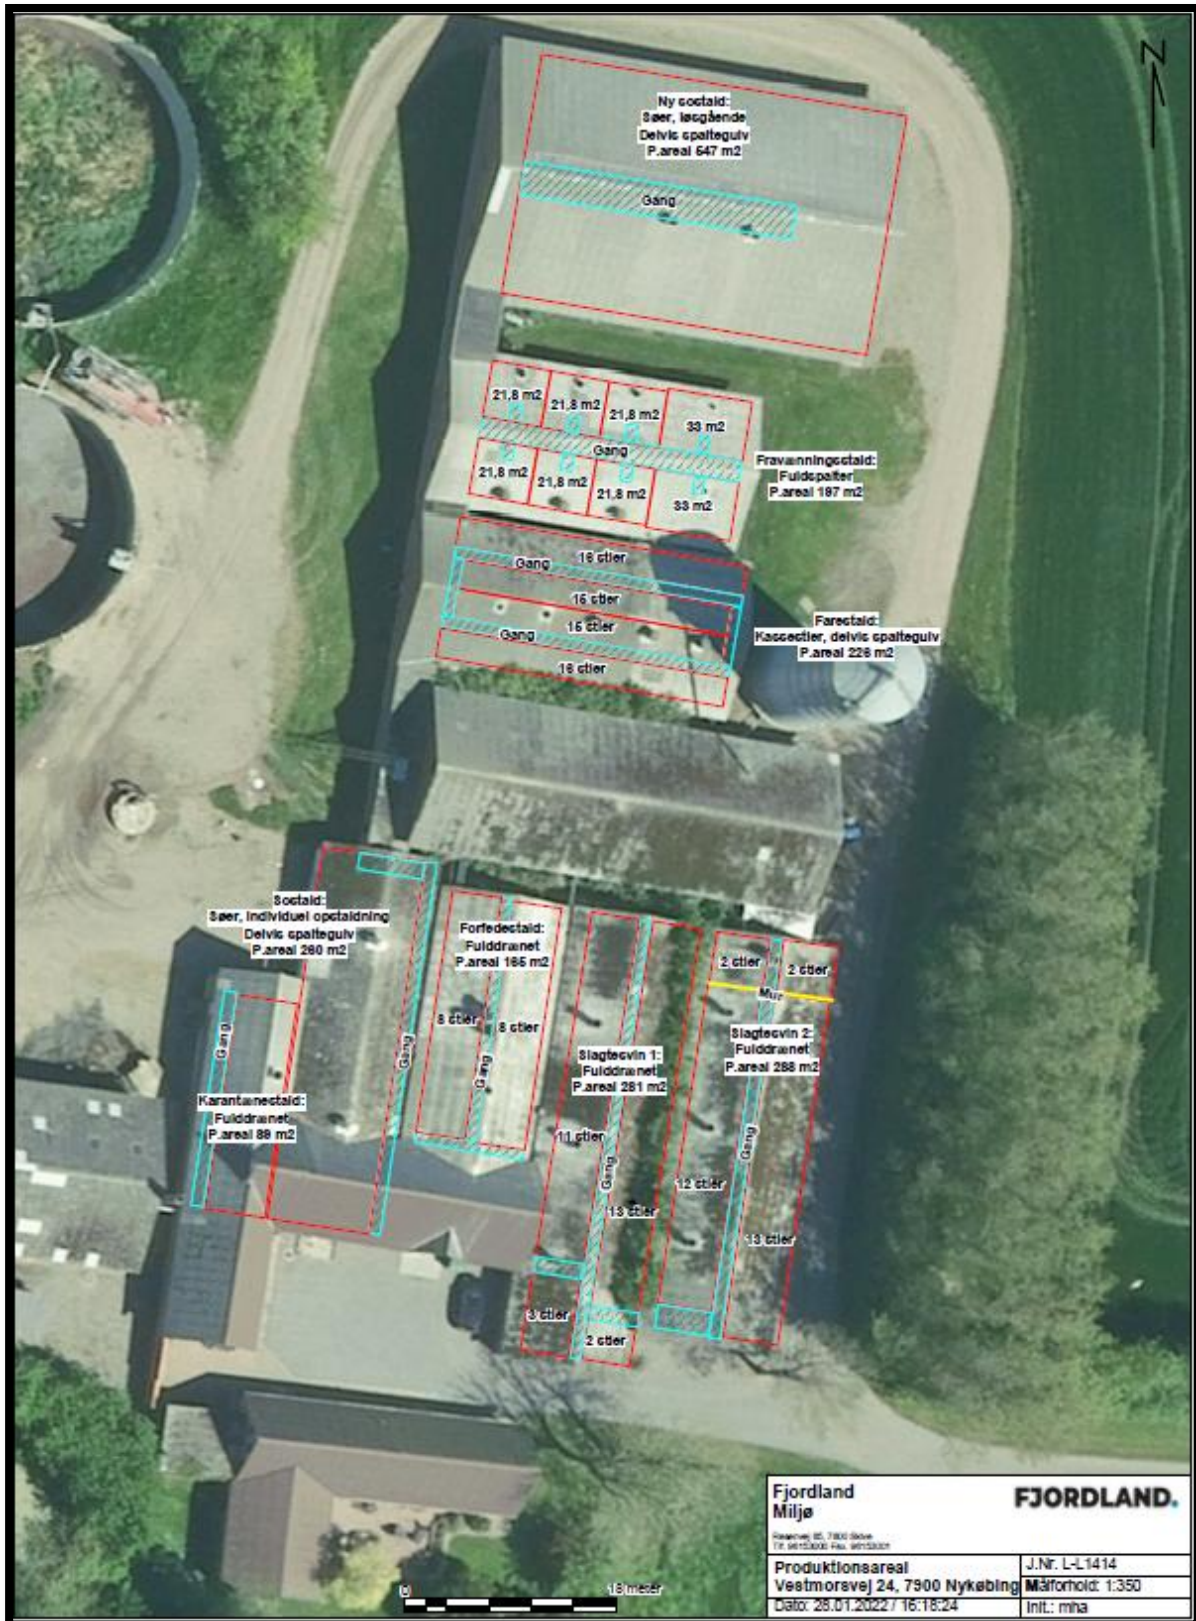 N
Ny sostald:
Søer, løsgående
Delvis spaltegulv
P.areal 547 m2
Gang
21,8 m2
21,8 m2
21,8 m2
33 m2
Gang
21,8 m2
21,8 m2
21,8 m2
33 m2
Fravænningsstald:
Fuldspalter
P.areal 197 m2
16 stier
Gang
15 stier
15 stier
Gang
16 stier
Farestald:
Kassestier, delvis spaltegulv
P.areal 226 m2
Sostald:
Søer, individuel opstaldning
Delvis spaltegulv
P.areal 260 m2
Gang
Forfedestald:
Fulddrænet
P.areal 165 m2
8 stier
8 stier
Gang
Gang
Karantænestald:
Fulddrænet
P.areal 89 m2
Slagtesvin 1:
Fulddrænet
P.areal 281 m2
11 stier
Gang
13 stier
3 stier
2 stier
2 stier
2 stier
Mur
Slagtesvin 2:
Fulddrænet
P.areal 288 m2
Gang
12 stier
13 stier
0 18 meter
Fjordland
Miljø
FJORDLAND.
Produktionsareal
Vestmorsvej 24, 7900 Nykøbing M
J.Nr. L-L1414
Målforhold: 1:350
Dato: 28.01.2022 / 16:18:24
Init.: mha